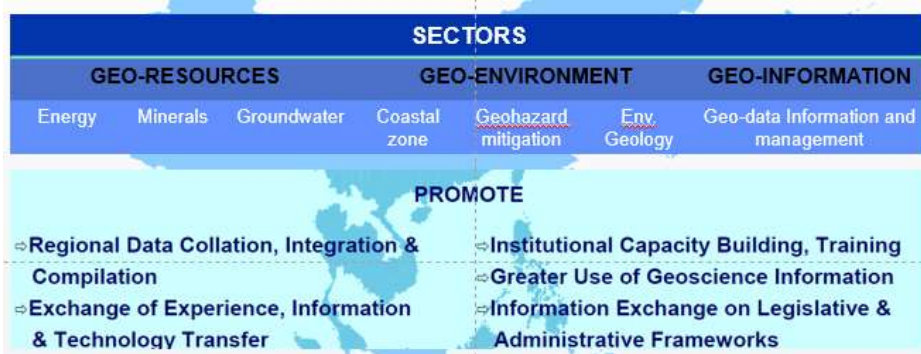 SECTORS
GEO-RESOURCES GEO-ENVIRONMENT GEO-INFORMATION
Energy Minerals Groundwater Coastal zone Geohazard mitigation Env. Geology Geo-data Information and management
PROMOTE
⇨Regional Data Collation, Integration &
Compilation
⇨Exchange of Experience, Information
& Technology Transfer
⇨Institutional Capacity Building, Training
⇨Greater Use of Geoscience Information
⇨Information Exchange on Legislative &
Administrative Frameworks